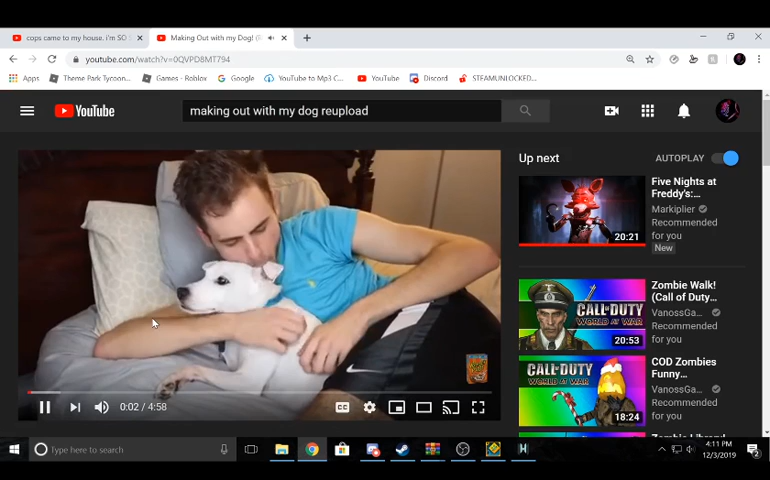 cops came to my house. i'm SO S
Making Out with my Dog! (R
youtube.com/watch?v=0QVPD8MT794
Apps
Theme Park Tycoon...
Games - Roblox
Google
YouTube to Mp3 C...
YouTube
Discord
STEAMUNLOCKED...
YouTube
making out with my dog reupload
Up next
AUTOPLAY
Five Nights at
Freddy's:...
Markiplier
Recommended
for you
New
20:21
Zombie Walk!
(Call of Duty...
VanossGa...
Recommended
for you
CALL DUTY
WORLD AT WAR
20:53
COD Zombies
Funny...
VanossGa...
Recommended
for you
CALL DUTY
WORLD AT WAR
18:24
0:02 / 4:58
CC
Type here to search
4:11 PM
12/3/2019
2